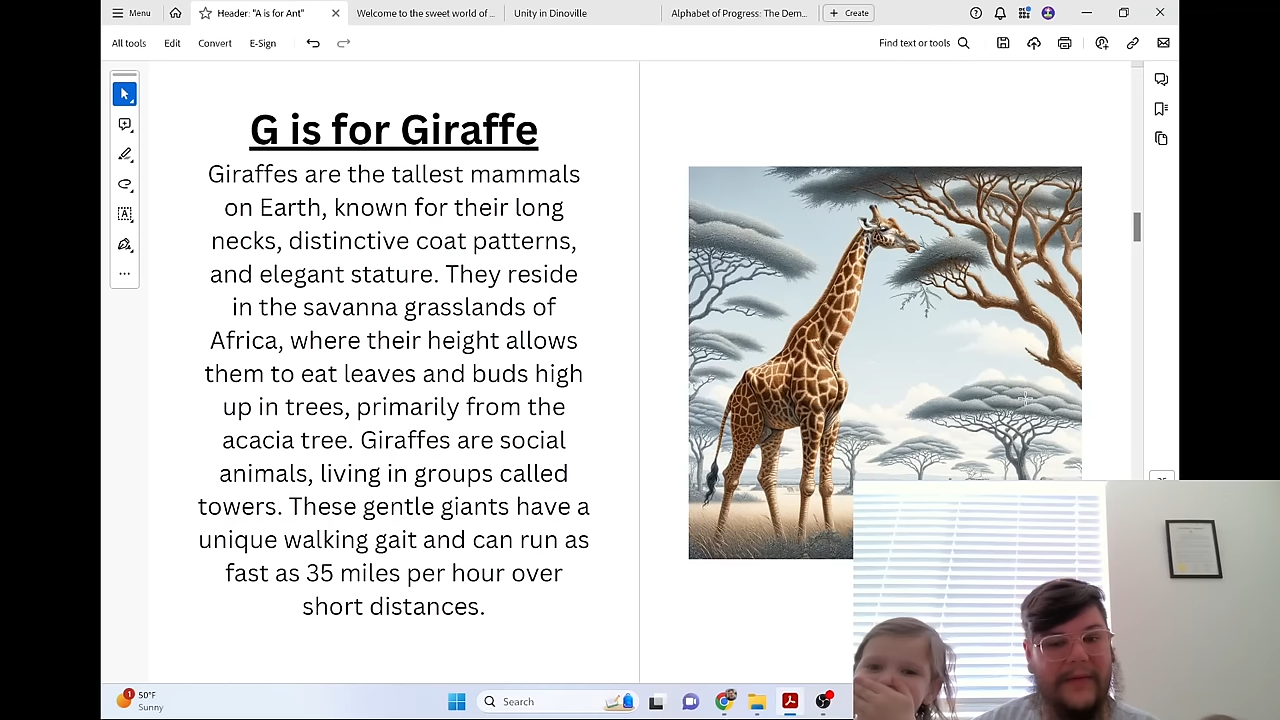 Menu
Header: "A is for Ant"
Welcome to the sweet world of ...
Unity in Dinoville
Alphabet of Progress: The Dem...
Create
All tools
Edit
Convert
E-Sign
Find text or tools
G is for Giraffe
Giraffes are the tallest mammals
on Earth, known for their long
necks, distinctive coat patterns,
and elegant stature. They reside
in the savanna grasslands of
Africa, where their height allows
them to eat leaves and buds high
up in trees, primarily from the
acacia tree. Giraffes are social
animals, living in groups called
towers. These gentle giants have a
unique walking gait and can run as
fast as 35 miles per hour over
short distances.
1
50°F
Sunny
Search